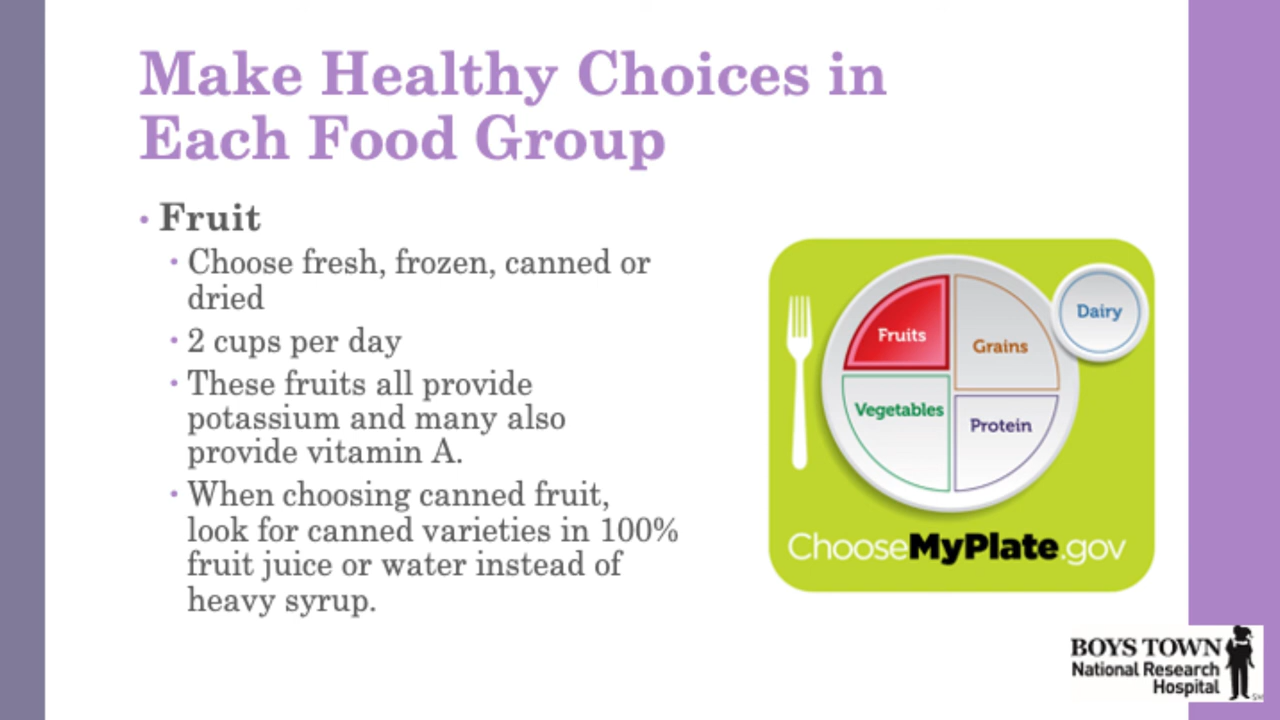 Make Healthy Choices in
Each Food Group
• Fruit
• Choose fresh, frozen, canned or
dried
• 2 cups per day
• These fruits all provide
potassium and many also
provide vitamin A.
• When choosing canned fruit,
look for canned varieties in 100%
fruit juice or water instead of
heavy syrup.
Dairy
Fruits
Grains
Vegetables
Protein
ChooseMyPlate.gov
BOYS TOWN
National Research
Hospital
SM